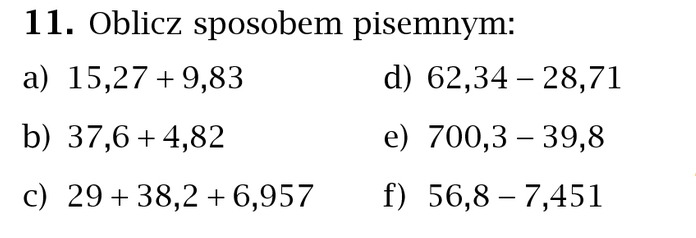 11. Oblicz sposobem pisemnym:
a) 15,27 + 9,83
d) 62,34 – 28,71
b) 37,6 + 4,82
e) 700,3 – 39,8
c) 29 + 38,2 + 6,957
f) 56,8 – 7,451